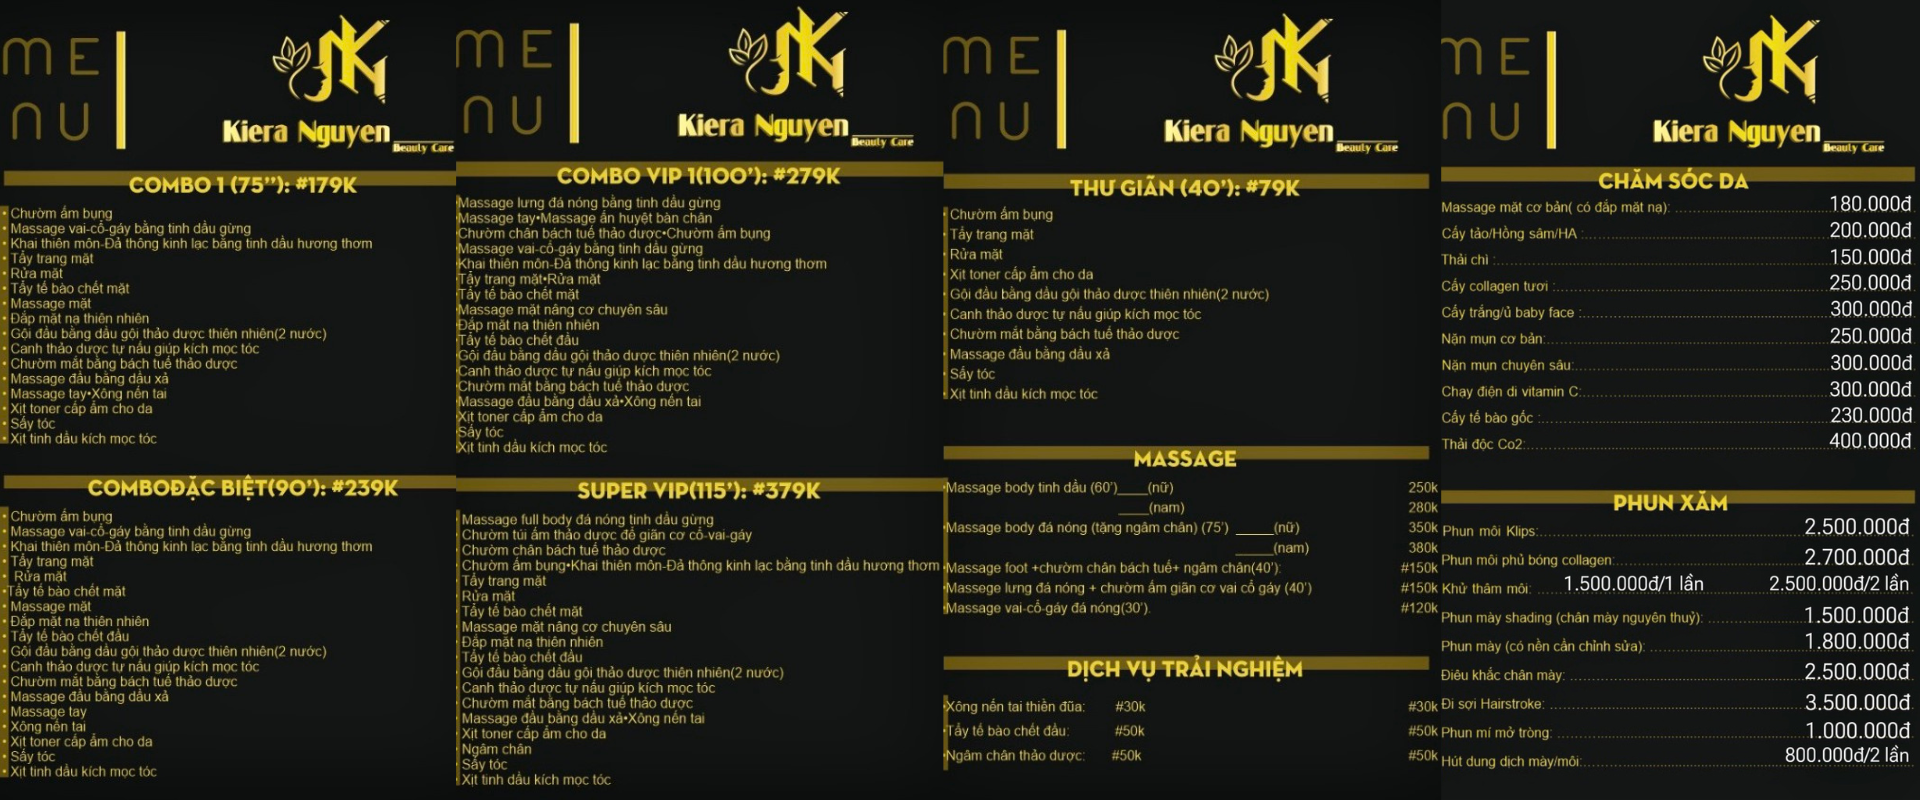 ME
NU
Kiera Nguyen
Beauty Care
COMBO 1 (75''): #179K
• Chườm ấm bụng
• Massage vai-cổ-gáy bằng tinh dầu gừng
• Khai thiên môn-Đả thông kinh lạc bằng tinh dầu hương thơm
• Tẩy trang mặt
• Rửa mặt
• Tẩy tế bào chết mặt
• Massage mặt
• Đắp mặt nạ thiên nhiên
• Gội đầu bằng dầu gội thảo dược thiên nhiên(2 nước)
• Canh thảo dược tự nấu giúp kích mọc tóc
• Chườm mắt bằng bách tuế thảo dược
• Massage đầu bằng dầu xả
• Massage tay•Xông nến tai
• Xịt toner cấp ẩm cho da
• Sấy tóc
• Xịt tinh dầu kích mọc tóc
COMBOĐẶC BIỆT(90'): #239K
• Chườm ấm bụng
• Massage vai-cổ-gáy bằng tinh dầu gừng
• Khai thiên môn-Đả thông kinh lạc bằng tinh dầu hương thơm
• Tẩy trang mặt
• Rửa mặt
•Tẩy tế bào chết mặt
• Massage mặt
• Đắp mặt nạ thiên nhiên
• Tẩy tế bào chết đầu
• Gội đầu bằng dầu gội thảo dược thiên nhiên(2 nước)
• Canh thảo dược tự nấu giúp kích mọc tóc
• Chườm mắt bằng bách tuế thảo dược
• Massage đầu bằng dầu xả
• Massage tay
• Xông nến tai
• Xịt toner cấp ẩm cho da
• Sấy tóc
• Xịt tinh dầu kích mọc tóc
ME
NU
Kiera Nguyen
Beauty Care
COMBO VIP 1(100'): #279K
Massage lưng đá nóng bằng tinh dầu gừng
Massage tay•Massage ấn huyệt bàn chân
Chườm chân bách tuế thảo dược•Chườm ấm bụng
Massage vai-cổ-gáy bằng tinh dầu gừng
Khai thiên môn-Đả thông kinh lạc bằng tinh dầu hương thơm
Tẩy trang mặt•Rửa mặt
Tẩy tế bào chết mặt
Massage mặt nâng cơ chuyên sâu
Đắp mặt nạ thiên nhiên
Tẩy tế bào chết đầu
Gội đầu bằng dầu gội thảo dược thiên nhiên(2 nước)
Canh thảo dược tự nấu giúp kích mọc tóc
Chườm mắt bằng bách tuế thảo dược
Massage đầu bằng dầu xả•Xông nến tai
Xịt toner cấp ẩm cho da
Sấy tóc
Xịt tinh dầu kích mọc tóc
SUPER VIP(115'): #379K
Massage full body đá nóng tinh dầu gừng
Chườm túi ấm thảo dược để giãn cơ cổ-vai-gáy
Chườm chân bách tuế thảo dược
Chườm ấm bụng•Khai thiên môn-Đả thông kinh lạc bằng tinh dầu hương thơm
Tẩy trang mặt
Rửa mặt
Tẩy tế bào chết mặt
Massage mặt nâng cơ chuyên sâu
Đắp mặt nạ thiên nhiên
Tẩy tế bào chết đầu
Gội đầu bằng dầu gội thảo dược thiên nhiên(2 nước)
Canh thảo dược tự nấu giúp kích mọc tóc
Chườm mắt bằng bách tuế thảo dược
Massage đầu bằng dầu xả•Xông nến tai
Xịt toner cấp ẩm cho da
Ngâm chân
Sấy tóc
Xịt tinh dầu kích mọc tóc
ME
NU
Kiera Nguyen
Beauty Care
THƯ GIÃN (40'): #79K
• Chườm ấm bụng
• Tẩy trang mặt
• Rửa mặt
• Xịt toner cấp ẩm cho da
• Gội đầu bằng dầu gội thảo dược thiên nhiên(2 nước)
• Canh thảo dược tự nấu giúp kích mọc tóc
• Chườm mắt bằng bách tuế thảo dược
• Massage đầu bằng dầu xả
• Sấy tóc
• Xịt tinh dầu kích mọc tóc
MASSAGE
•Massage body tinh dầu (60')____(nữ) 250k
____(nam) 280k
•Massage body đá nóng (tặng ngâm chân) (75') _____(nữ) 350k
_____(nam) 380k
•Massage foot +chườm chân bách tuế+ ngâm chân(40'): #150k
•Massege lưng đá nóng + chườm ấm giãn cơ vai cổ gáy (40') #150k
•Massage vai-cổ-gáy đá nóng(30'). #120k
DỊCH VỤ TRẢI NGHIỆM
•Xông nến tai thiền đũa: #30k #30k
•Tẩy tế bào chết đầu: #50k #50k
•Ngâm chân thảo dược: #50k #50k
ME
NU
Kiera Nguyen
Beauty Care
CHĂM SÓC DA
Massage mặt cơ bản( có đắp mặt nạ): 180.000đ
Cấy tảo/Hồng sâm/HA : 200.000đ
Thải chì : 150.000đ
Cấy collagen tươi : 250.000đ
Cấy trắng/ủ baby face : 300.000đ
Nặn mụn cơ bản: 250.000đ
Nặn mụn chuyên sâu: 300.000đ
Chạy điện di vitamin C: 300.000đ
Cấy tế bào gốc : 230.000đ
Thải độc Co2: 400.000đ
PHUN XĂM
Phun môi Klips: 2.500.000đ
Phun môi phủ bóng collagen: 2.700.000đ
Khử thâm môi: 1.500.000đ/1 lần 2.500.000đ/2 lần
Phun mày shading (chân mày nguyên thuỷ): 1.500.000đ
Phun mày (có nền cần chỉnh sửa): 1.800.000đ
Điêu khắc chân mày: 2.500.000đ
Đi sợi Hairstroke: 3.500.000đ
Phun mí mở tròng: 1.000.000đ
Hút dung dịch mày/môi: 800.000đ/2 lần